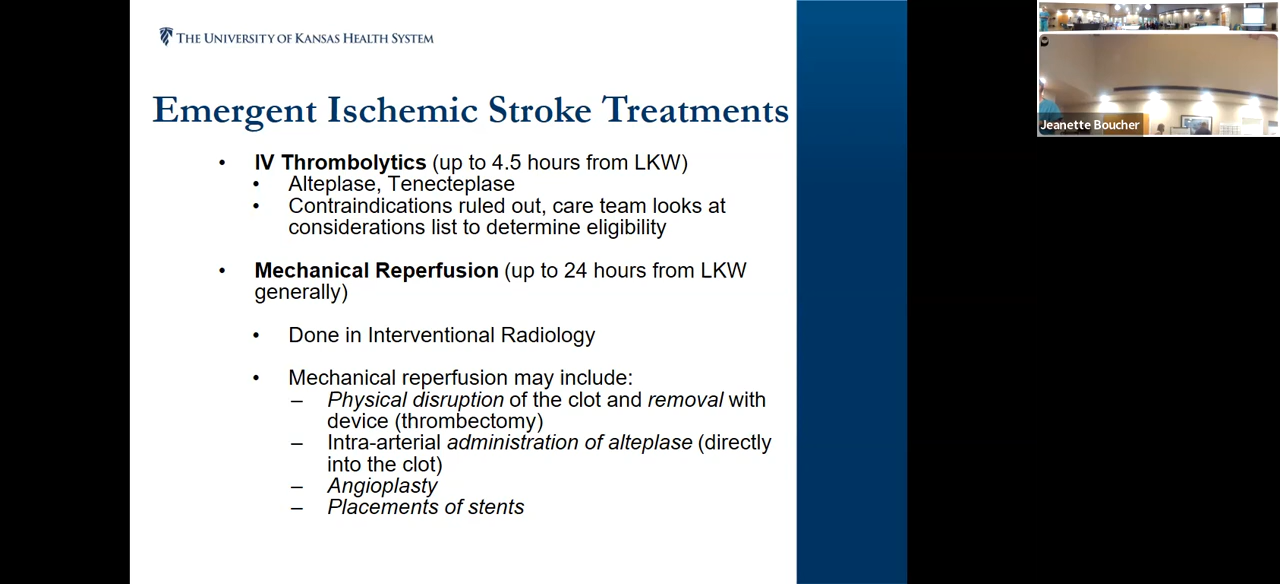 THE UNIVERSITY OF KANSAS HEALTH SYSTEM
Emergent Ischemic Stroke Treatments
• IV Thrombolytics (up to 4.5 hours from LKW)
• Alteplase, Tenecteplase
• Contraindications ruled out, care team looks at
considerations list to determine eligibility
• Mechanical Reperfusion (up to 24 hours from LKW
generally)
• Done in Interventional Radiology
• Mechanical reperfusion may include:
– Physical disruption of the clot and removal with
device (thrombectomy)
– Intra-arterial administration of alteplase (directly
into the clot)
– Angioplasty
– Placements of stents
Jeanette Boucher